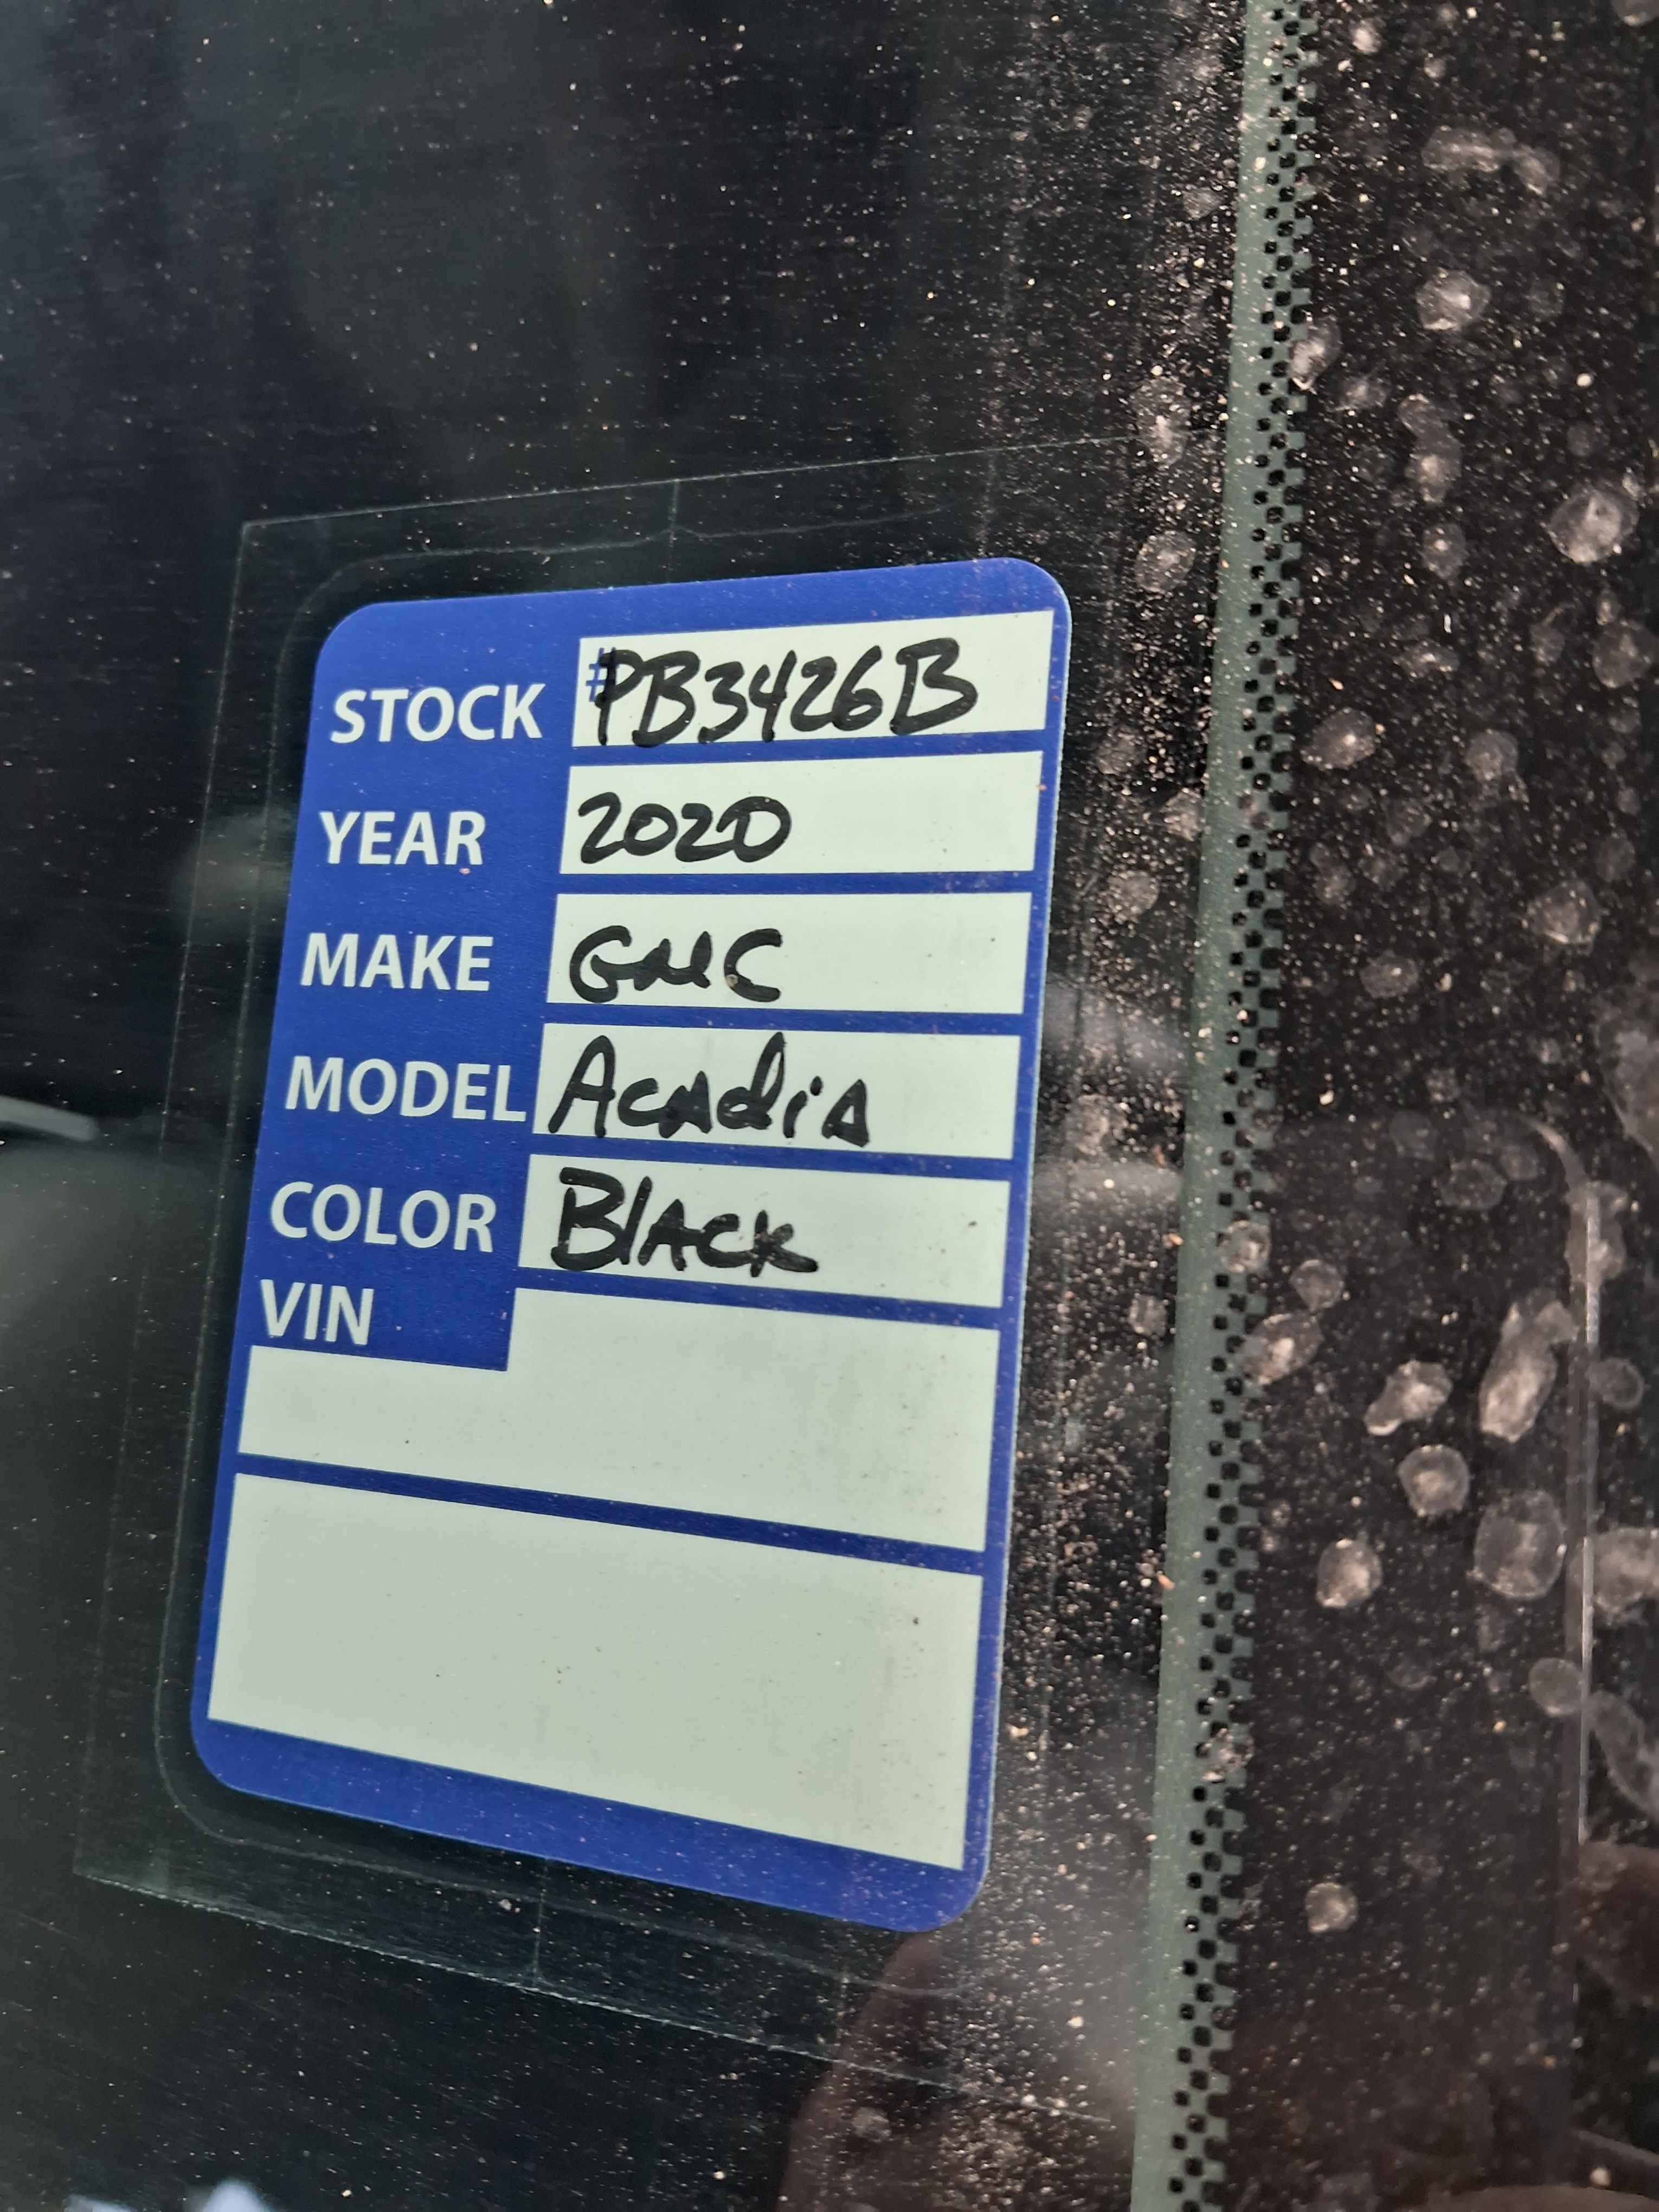 STOCK #PB3426B
YEAR 2020
MAKE GMC
MODEL Acadia
COLOR Black
VIN